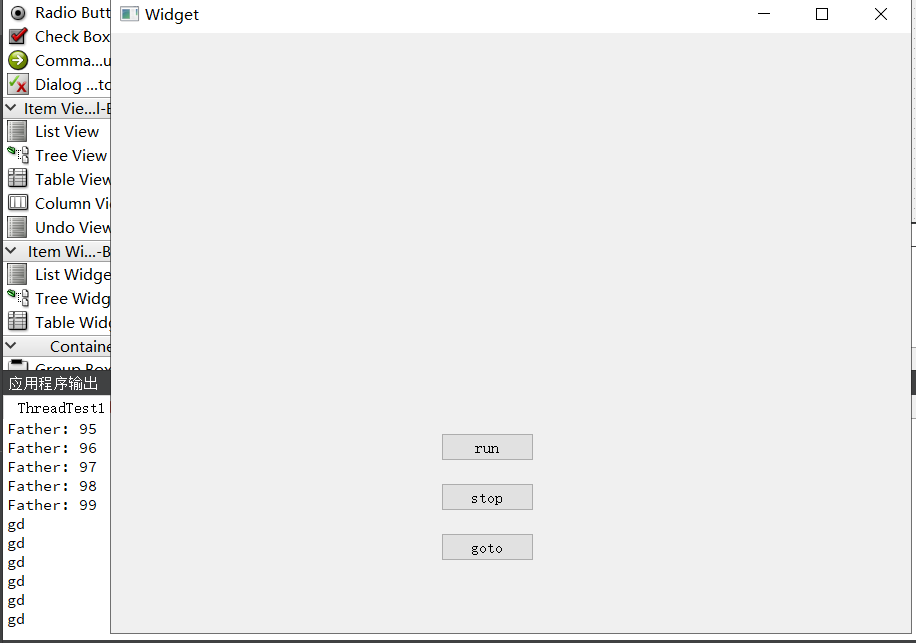 Radio Butt
Widget
Check Box
Comma...u
Dialog ...to
Item Vie...l-B
List View
Tree View
Table View
Column Vi
Undo View
Item Wi...-B
List Widge
Tree Widg
Table Widg
Containe
Group Box
应用程序输出
ThreadTest1
Father: 95
Father: 96
Father: 97
Father: 98
Father: 99
gd
gd
gd
gd
gd
gd
run
stop
goto